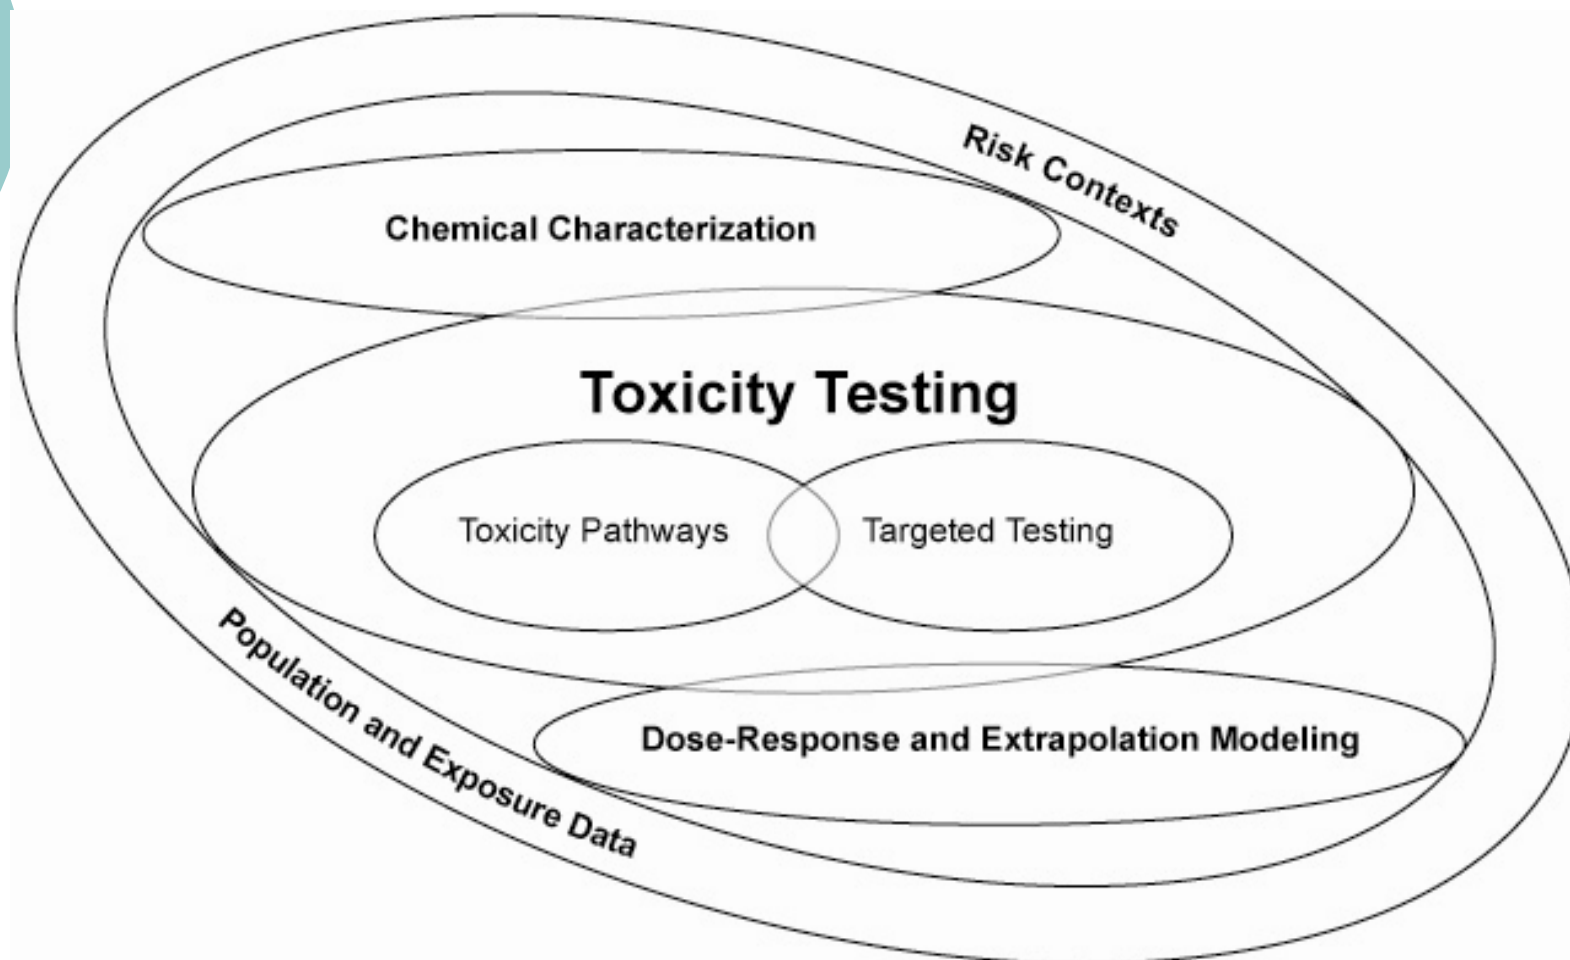 Risk Contexts
Chemical Characterization
Toxicity Testing
Toxicity Pathways
Targeted Testing
Population and Exposure Data
Dose-Response and Extrapolation Modeling